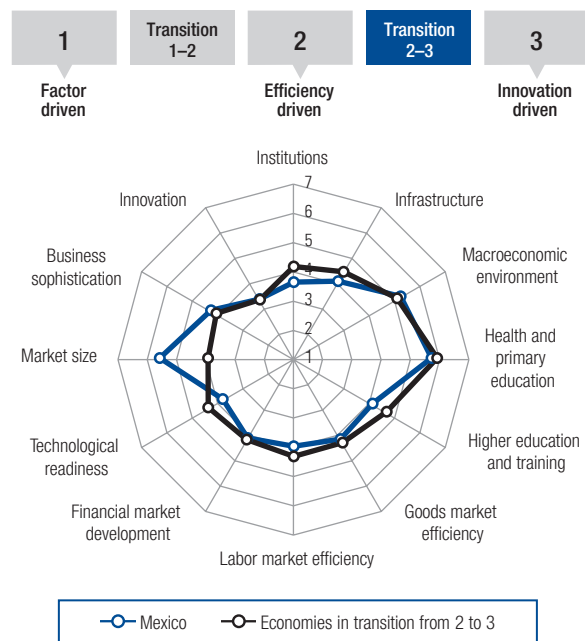 1
Transition
1–2
2
Transition
2–3
3
Factor
driven
Efficiency
driven
Innovation
driven
Institutions
7
Innovation
Infrastructure
6
5
Business
sophistication
Macroeconomic
environment
4
3
Market size
2
Health and
primary
education
1
Technological
readiness
Higher education
and training
Financial market
development
Goods market
efficiency
Labor market efficiency
Mexico
Economies in transition from 2 to 3